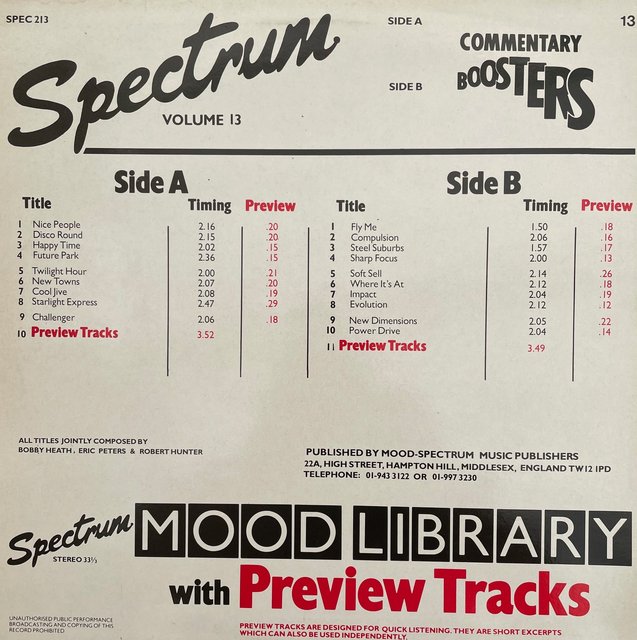 SPEC 213
SIDE A
13
Spectrum
COMMENTARY
SIDE B
BOOSTERS
VOLUME 13
Side A
Title Timing Preview
1 Nice People 2.16 .20
2 Disco Round 2.15 .20
3 Happy Time 2.02 .15
4 Future Park 2.36 .15
5 Twilight Hour 2.00 .21
6 New Towns 2.07 .20
7 Cool Jive 2.08 .19
8 Starlight Express 2.47 .29
9 Challenger 2.06 .18
10 Preview Tracks 3.52
Side B
Title Timing Preview
1 Fly Me 1.50 .18
2 Compulsion 2.06 .16
3 Steel Suburbs 1.57 .17
4 Sharp Focus 2.00 .13
5 Soft Sell 2.14 .26
6 Where It's At 2.12 .18
7 Impact 2.04 .19
8 Evolution 2.12 .12
9 New Dimensions 2.05 .22
10 Power Drive 2.04 .14
11 Preview Tracks 3.49
ALL TITLES JOINTLY COMPOSED BY
BOBBY HEATH, ERIC PETERS & ROBERT HUNTER
PUBLISHED BY MOOD-SPECTRUM MUSIC PUBLISHERS
22A, HIGH STREET, HAMPTON HILL, MIDDLESEX, ENGLAND TW12 1PD
TELEPHONE: 01-943 3122 OR 01-997 3230
Spectrum MOOD LIBRARY
STEREO 33⅓
with Preview Tracks
UNAUTHORISED PUBLIC PERFORMANCE
BROADCASTING AND COPYING OF THIS
RECORD PROHIBITED
PREVIEW TRACKS ARE DESIGNED FOR QUICK LISTENING. THEY ARE SHORT EXCERPTS
WHICH CAN ALSO BE USED INDEPENDENTLY.